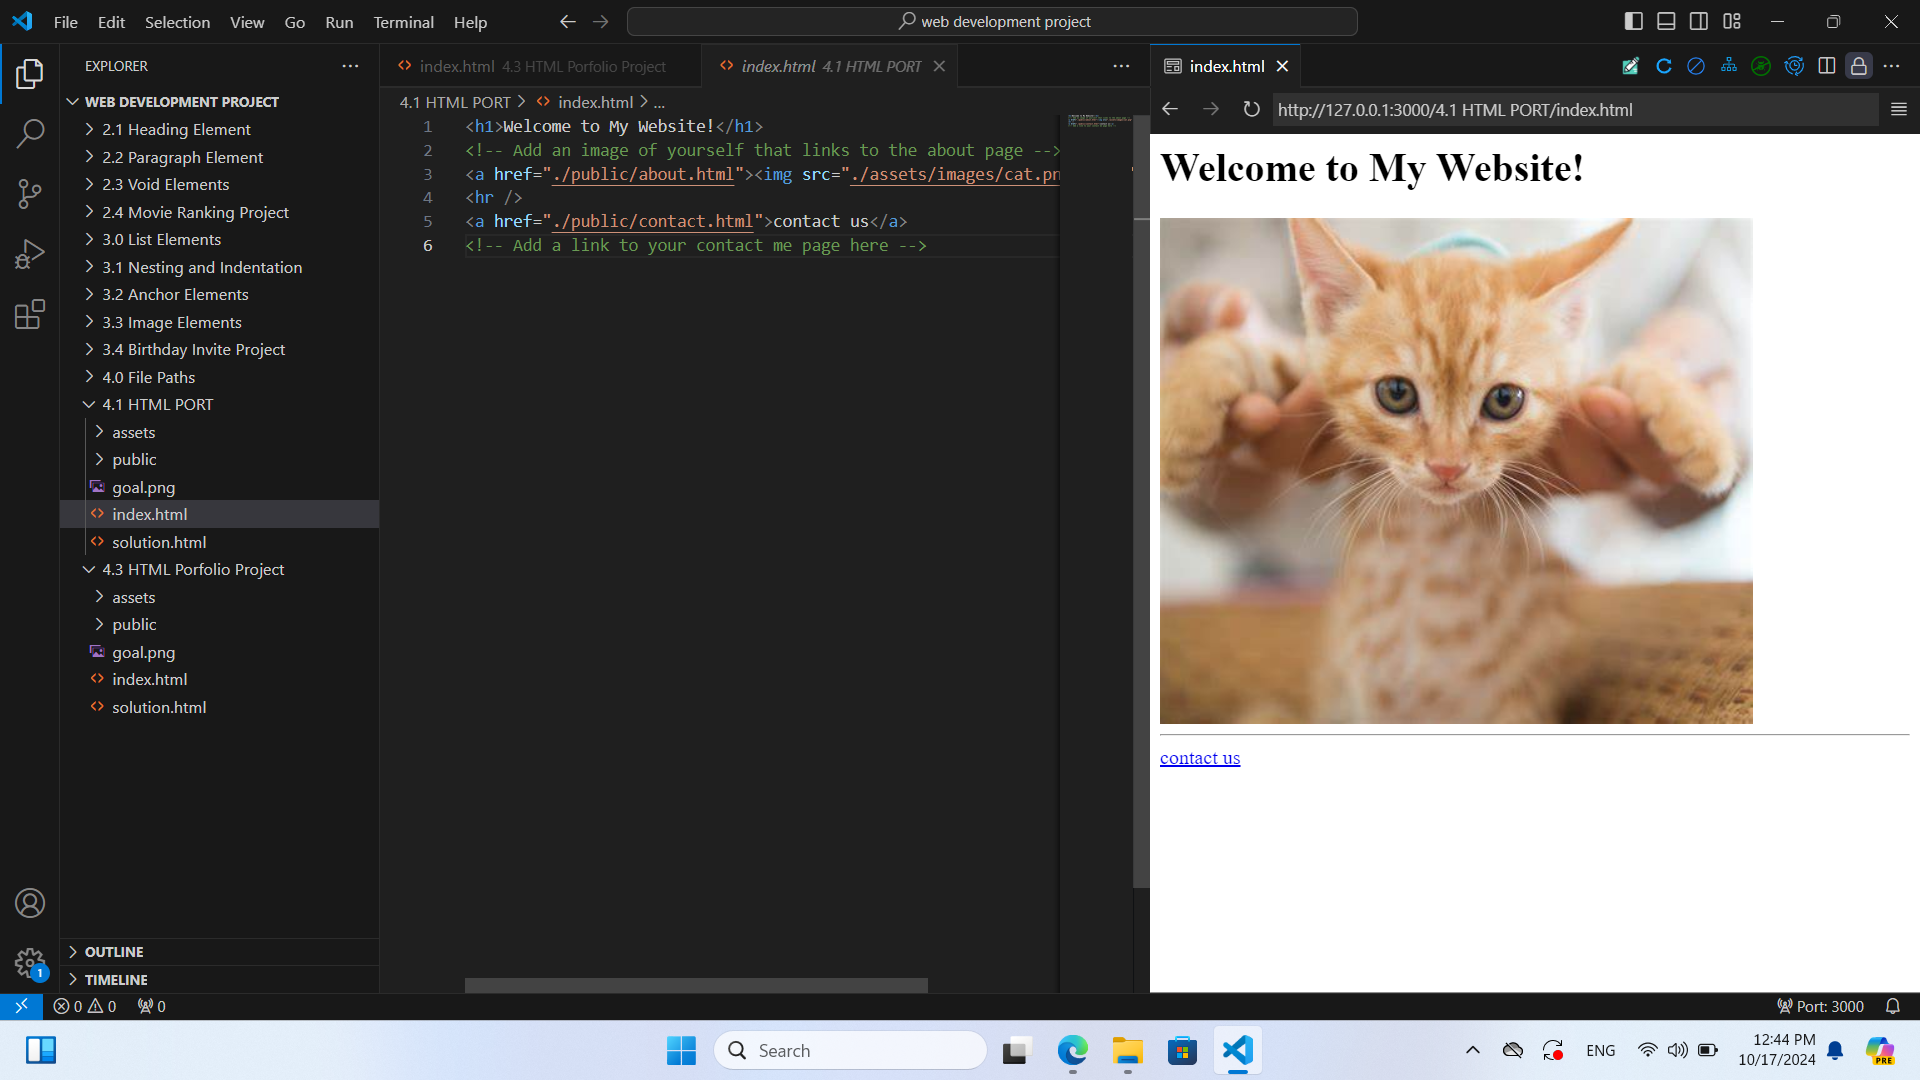 File Edit Selection View Go Run Terminal Help
web development project
EXPLORER
WEB DEVELOPMENT PROJECT
2.1 Heading Element
2.2 Paragraph Element
2.3 Void Elements
2.4 Movie Ranking Project
3.0 List Elements
3.1 Nesting and Indentation
3.2 Anchor Elements
3.3 Image Elements
3.4 Birthday Invite Project
4.0 File Paths
4.1 HTML PORT
assets
public
goal.png
index.html
solution.html
4.3 HTML Porfolio Project
assets
public
goal.png
index.html
solution.html
OUTLINE
TIMELINE
1
index.html 4.3 HTML Porfolio Project
index.html 4.1 HTML PORT
4.1 HTML PORT > index.html > ...
1 <h1>Welcome to My Website!</h1>
2 <!-- Add an image of yourself that links to the about page -->
3 <a href="./public/about.html"><img src="./assets/images/cat.pn
4 <hr />
5 <a href="./public/contact.html">contact us</a>
6 <!-- Add a link to your contact me page here -->
index.html
http://127.0.0.1:3000/4.1 HTML PORT/index.html
Welcome to My Website!
contact us
0 0 0
Port: 3000
Search
ENG
12:44 PM
10/17/2024
PRE